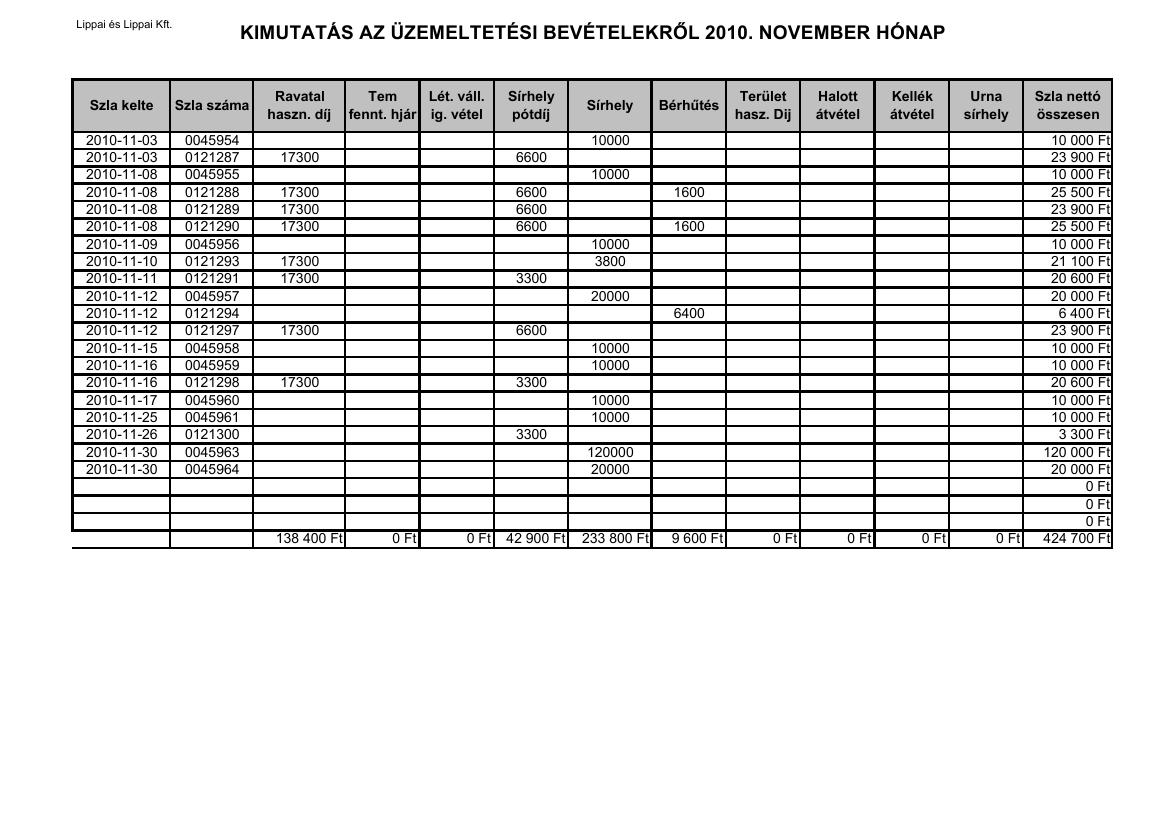 Lippai és Lippai Kft.
KIMUTATÁS AZ ÜZEMELTETÉSI BEVÉTELEKRŐL 2010. NOVEMBER HÓNAP
Szla kelte Szla száma Ravatal haszn. díj Tem fennt. hjár Lét. váll. ig. vétel Sírhely pótdíj Sírhely Bérhűtés Terület hasz. Dij Halott átvétel Kellék átvétel Urna sírhely Szla nettó összesen
2010-11-03 0045954 10000 10 000 Ft
2010-11-03 0121287 17300 6600 23 900 Ft
2010-11-08 0045955 10000 10 000 Ft
2010-11-08 0121288 17300 6600 1600 25 500 Ft
2010-11-08 0121289 17300 6600 23 900 Ft
2010-11-08 0121290 17300 6600 1600 25 500 Ft
2010-11-09 0045956 10000 10 000 Ft
2010-11-10 0121293 17300 3800 21 100 Ft
2010-11-11 0121291 17300 3300 20 600 Ft
2010-11-12 0045957 20000 20 000 Ft
2010-11-12 0121294 6400 6 400 Ft
2010-11-12 0121297 17300 6600 23 900 Ft
2010-11-15 0045958 10000 10 000 Ft
2010-11-16 0045959 10000 10 000 Ft
2010-11-16 0121298 17300 3300 20 600 Ft
2010-11-17 0045960 10000 10 000 Ft
2010-11-25 0045961 10000 10 000 Ft
2010-11-26 0121300 3300 3 300 Ft
2010-11-30 0045963 120000 120 000 Ft
2010-11-30 0045964 20000 20 000 Ft
0 Ft
0 Ft
0 Ft
138 400 Ft 0 Ft 0 Ft 42 900 Ft 233 800 Ft 9 600 Ft 0 Ft 0 Ft 0 Ft 0 Ft 424 700 Ft